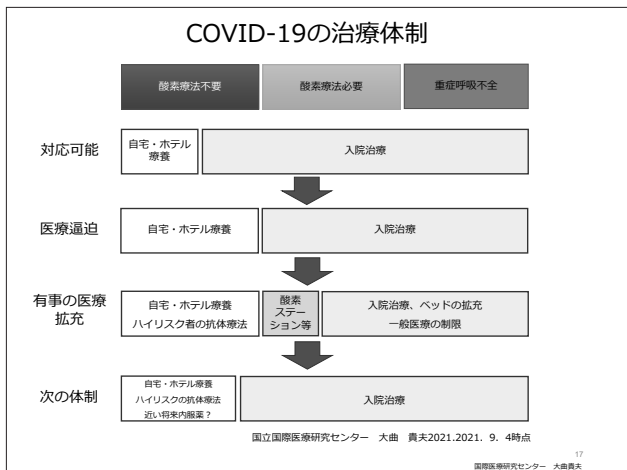 COVID-19の治療体制
酸素療法不要
酸素療法必要
重症呼吸不全
対応可能
自宅・ホテル
療養
入院治療
医療逼迫
自宅・ホテル療養
入院治療
有事の医療
拡充
自宅・ホテル療養
ハイリスク者の抗体療法
酸素
ステー
ション等
入院治療、ベッドの拡充
一般医療の制限
次の体制
自宅・ホテル療養
ハイリスクの抗体療法
近い将来内服薬？
入院治療
国立国際医療研究センター　大曲　貴夫2021.2021. 9. 4時点
17
国際医療研究センター　大曲貴夫